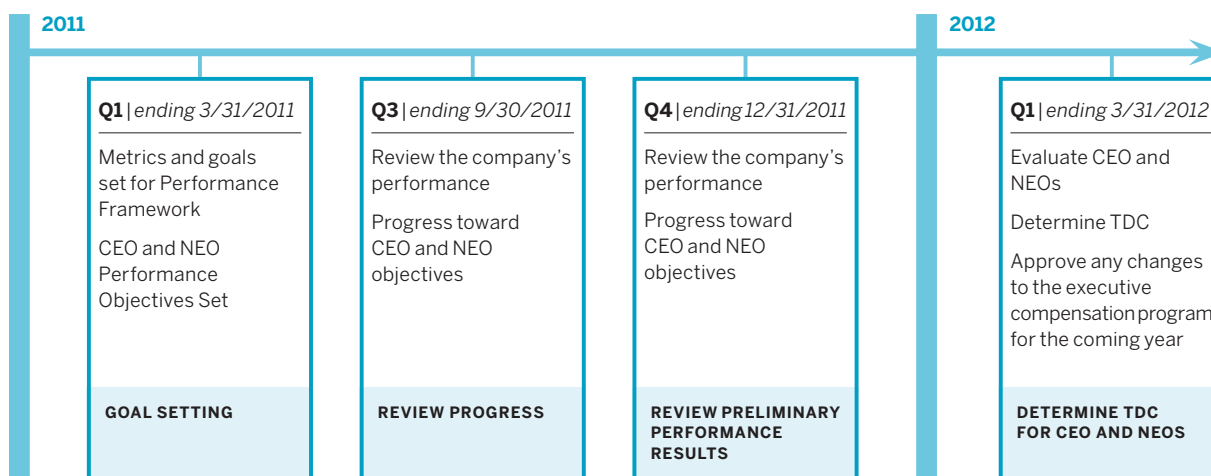 2011
2012
Q1 | ending 3/31/2011
Metrics and goals
set for Performance
Framework
CEO and NEO
Performance
Objectives Set
GOAL SETTING
Q3 | ending 9/30/2011
Review the company's
performance
Progress toward
CEO and NEO
objectives
REVIEW PROGRESS
Q4 | ending 12/31/2011
Review the company's
performance
Progress toward
CEO and NEO
objectives
REVIEW PRELIMINARY
PERFORMANCE
RESULTS
Q1 | ending 3/31/2012
Evaluate CEO and
NEOs
Determine TDC
Approve any changes
to the executive
compensation program
for the coming year
DETERMINE TDC
FOR CEO AND NEOS